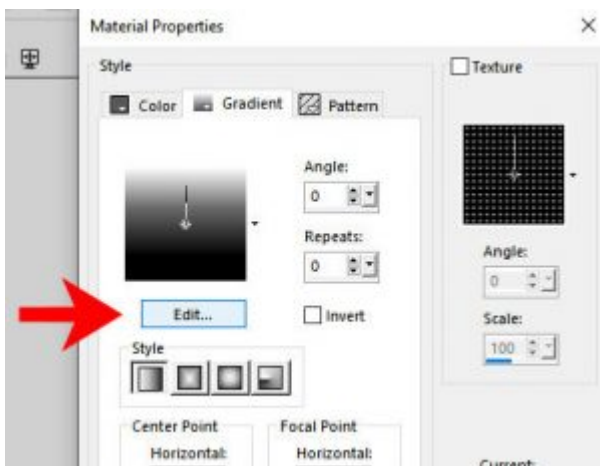 Material Properties
Style
Texture
Color Gradient Pattern
Angle:
0
Repeats:
0
Edit...
Invert
Style
Center Point
Horizontal:
Focal Point
Horizontal:
Angle:
0
Scale:
100
Current: